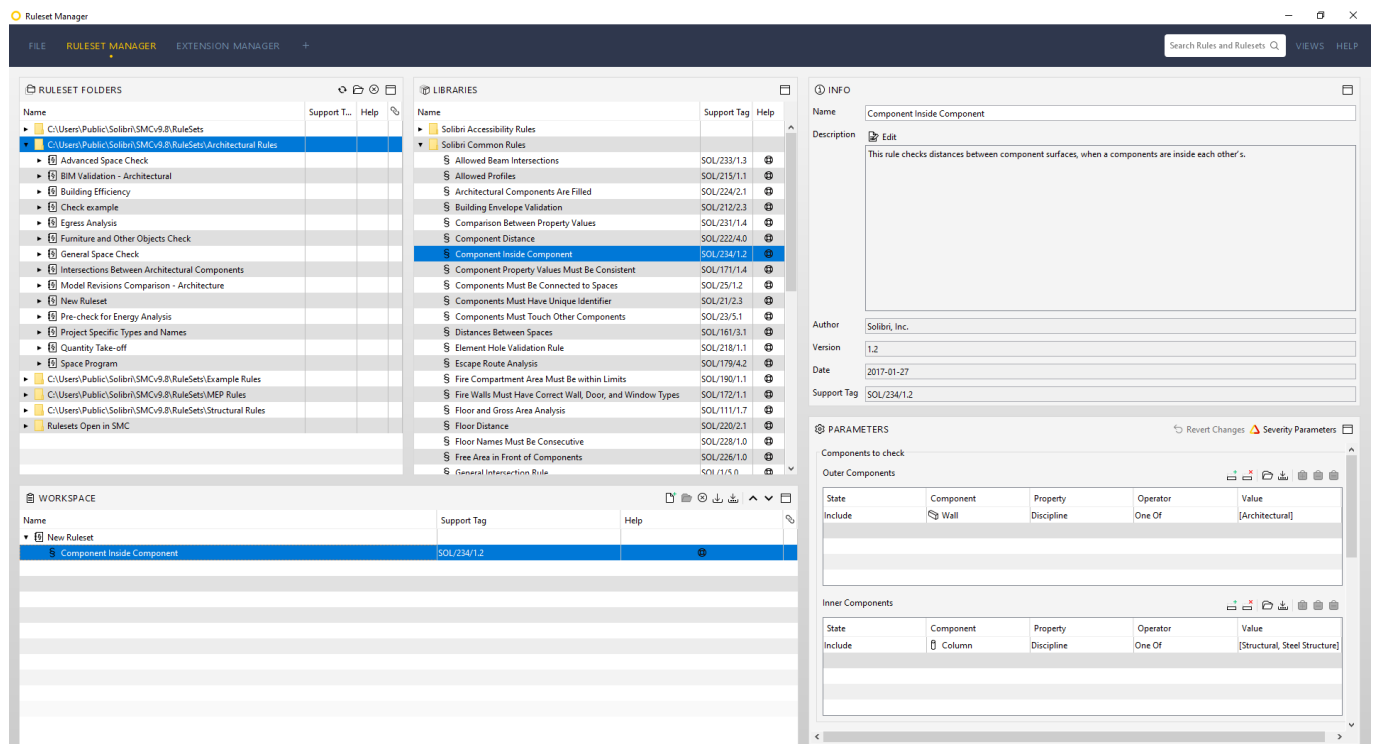 Ruleset Manager
FILE RULESET MANAGER EXTENSION MANAGER +
Search Rules and Rulesets VIEWS HELP
RULESET FOLDERS
Name Support T... Help
C:\Users\Public\Solibri\SMCv9.8\RuleSets
C:\Users\Public\Solibri\SMCv9.8\RuleSets\Architectural Rules
Advanced Space Check
BIM Validation - Architectural
Building Efficiency
Check example
Egress Analysis
Furniture and Other Objects Check
General Space Check
Intersections Between Architectural Components
Model Revisions Comparison - Architecture
New Ruleset
Pre-check for Energy Analysis
Project Specific Types and Names
Quantity Take-off
Space Program
C:\Users\Public\Solibri\SMCv9.8\RuleSets\Example Rules
C:\Users\Public\Solibri\SMCv9.8\RuleSets\MEP Rules
C:\Users\Public\Solibri\SMCv9.8\RuleSets\Structural Rules
Rulesets Open in SMC
LIBRARIES
Name Support Tag Help
Solibri Accessibility Rules
Solibri Common Rules
§ Allowed Beam Intersections SOL/233/1.3
§ Allowed Profiles SOL/215/1.1
§ Architectural Components Are Filled SOL/224/2.1
§ Building Envelope Validation SOL/212/2.3
§ Comparison Between Property Values SOL/231/1.4
§ Component Distance SOL/222/4.0
§ Component Inside Component SOL/234/1.2
§ Component Property Values Must Be Consistent SOL/171/1.4
§ Components Must Be Connected to Spaces SOL/25/1.2
§ Components Must Have Unique Identifier SOL/21/2.3
§ Components Must Touch Other Components SOL/23/5.1
§ Distances Between Spaces SOL/161/3.1
§ Element Hole Validation Rule SOL/218/1.1
§ Escape Route Analysis SOL/179/4.2
§ Fire Compartment Area Must Be within Limits SOL/190/1.1
§ Fire Walls Must Have Correct Wall, Door, and Window Types SOL/172/1.1
§ Floor and Gross Area Analysis SOL/111/1.7
§ Floor Distance SOL/220/2.1
§ Floor Names Must Be Consecutive SOL/228/1.0
§ Free Area in Front of Components SOL/226/1.0
§ General Intersection Rule SOL/1/5.0
WORKSPACE
Name Support Tag Help
New Ruleset
§ Component Inside Component SOL/234/1.2
INFO
Name Component Inside Component
Description Edit
This rule checks distances between component surfaces, when a components are inside each other's.
Author Solibri, Inc.
Version 1.2
Date 2017-01-27
Support Tag SOL/234/1.2
PARAMETERS Revert Changes Severity Parameters
Components to check
Outer Components
State Component Property Operator Value
Include Wall Discipline One Of [Architectural]
Inner Components
State Component Property Operator Value
Include Column Discipline One Of [Structural, Steel Structure]